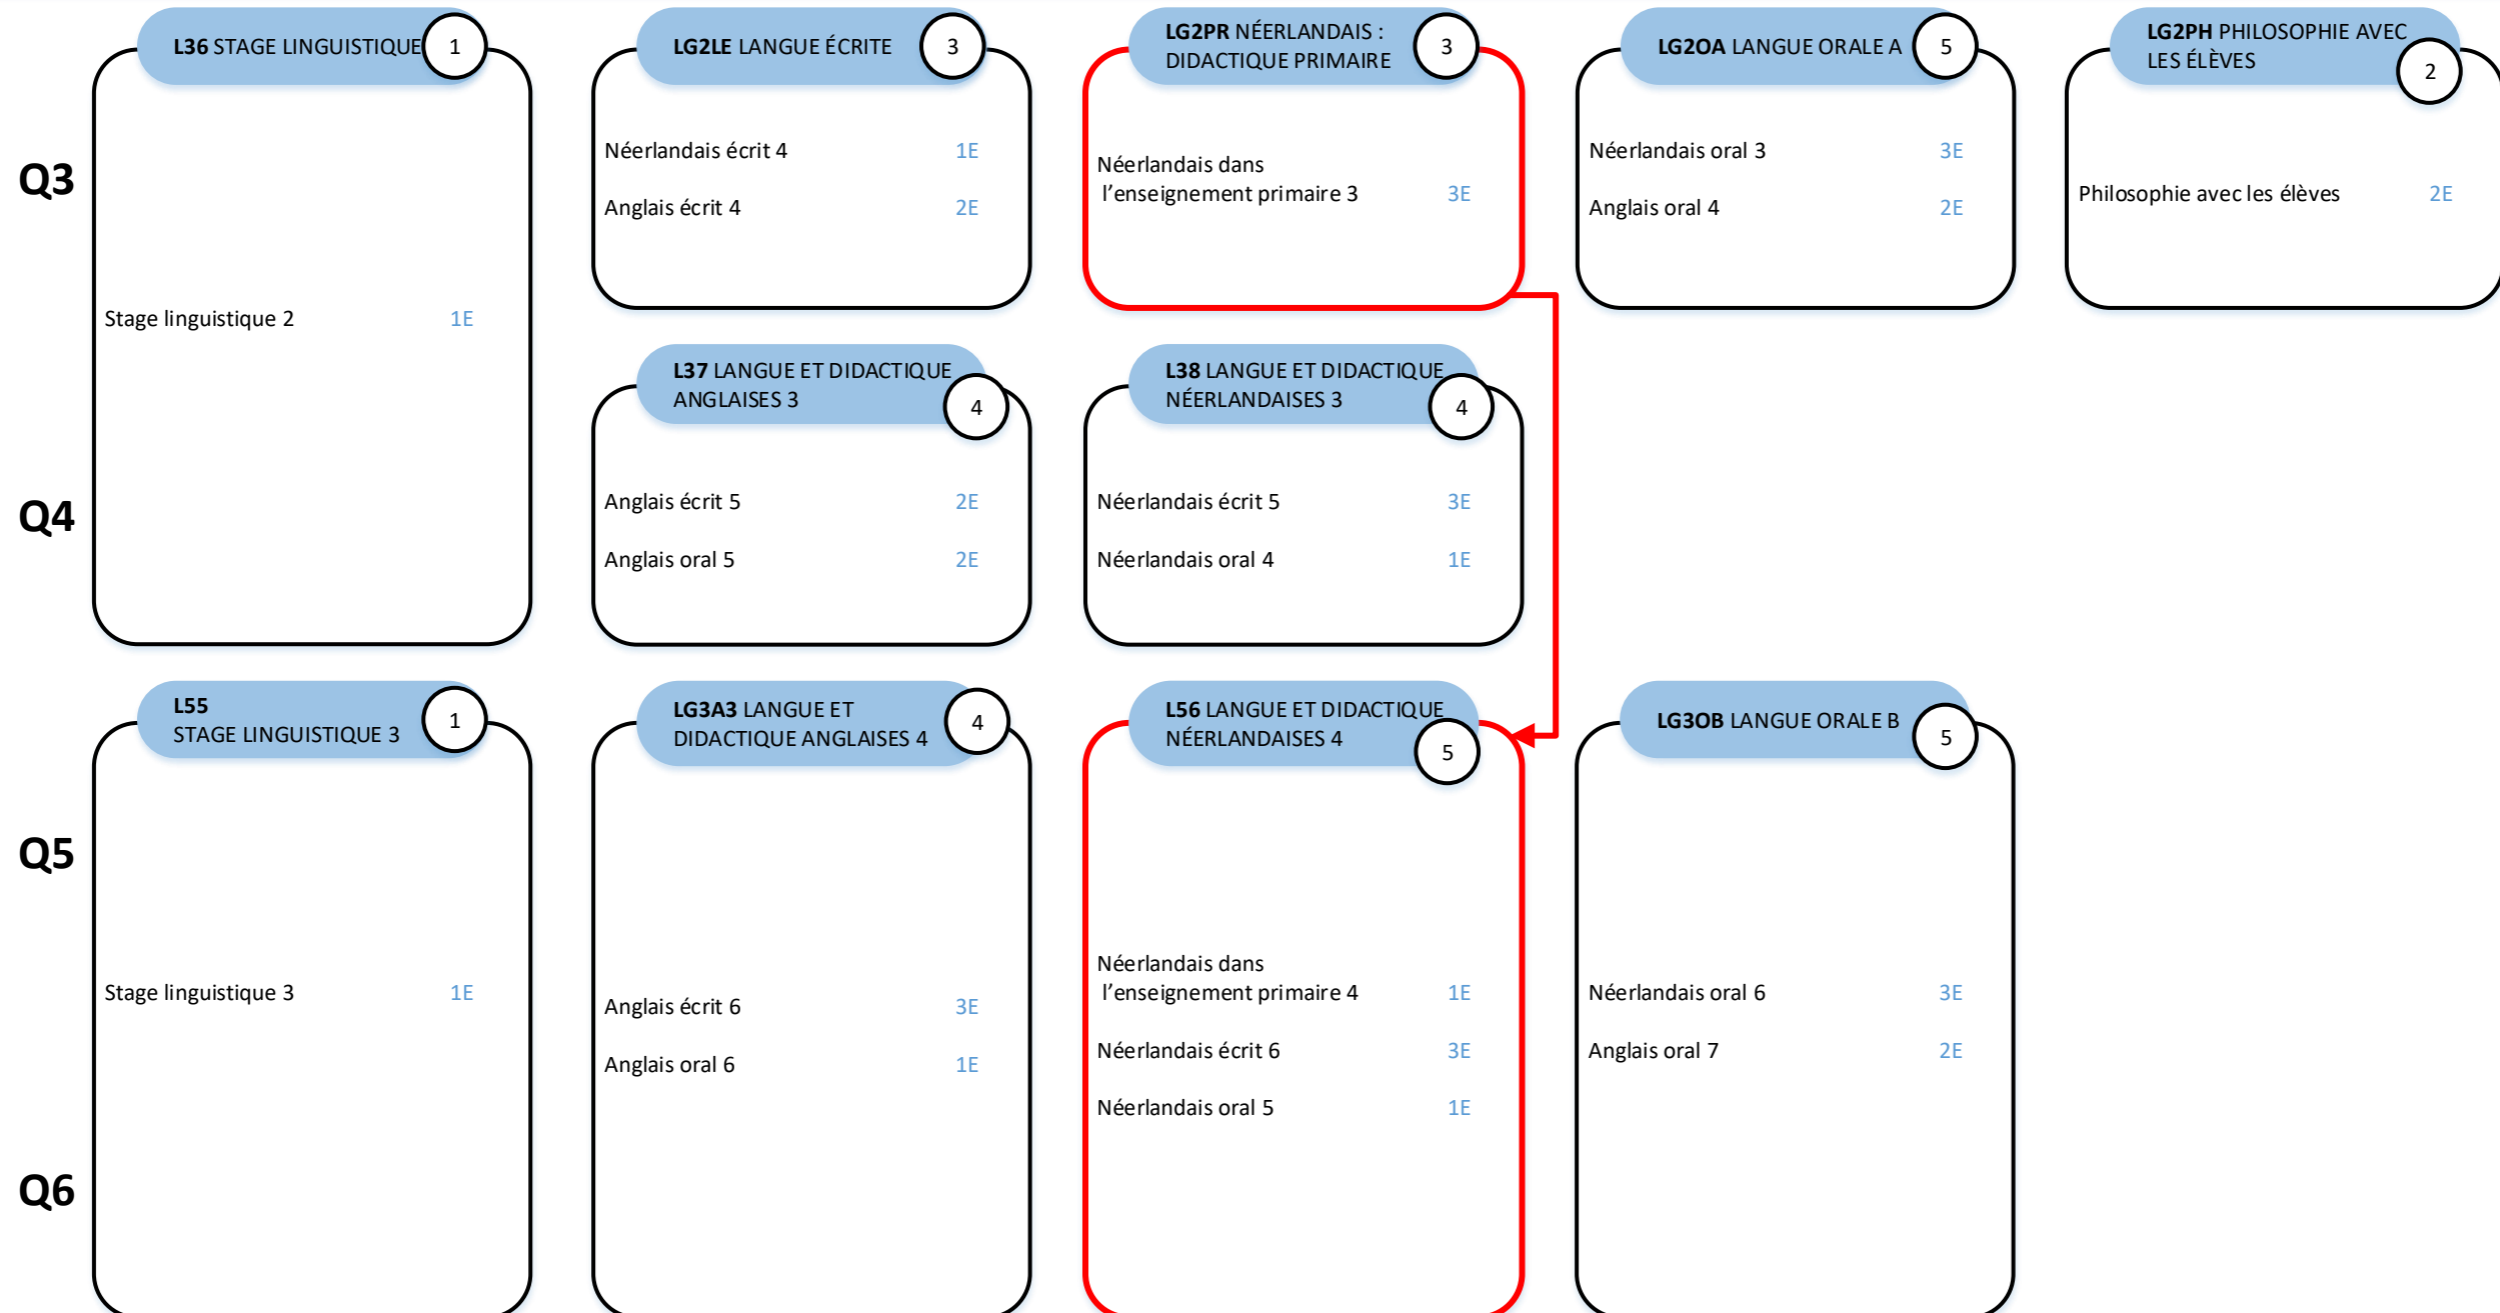 L36 STAGE LINGUISTIQUE
1
LG2LE LANGUE ÉCRITE
3
LG2PR NÉERLANDAIS :
DIDACTIQUE PRIMAIRE
3
LG2OA LANGUE ORALE A
5
LG2PH PHILOSOPHIE AVEC
LES ÉLÈVES
2
Q3
Néerlandais écrit 4 1E
Anglais écrit 4 2E
Néerlandais dans
l’enseignement primaire 3 3E
Néerlandais oral 3 3E
Anglais oral 4 2E
Philosophie avec les élèves 2E
Stage linguistique 2 1E
L37 LANGUE ET DIDACTIQUE
ANGLAISES 3
4
L38 LANGUE ET DIDACTIQUE
NÉERLANDAISES 3
4
Q4
Anglais écrit 5 2E
Anglais oral 5 2E
Néerlandais écrit 5 3E
Néerlandais oral 4 1E
L55
STAGE LINGUISTIQUE 3
1
LG3A3 LANGUE ET
DIDACTIQUE ANGLAISES 4
4
L56 LANGUE ET DIDACTIQUE
NÉERLANDAISES 4
5
LG3OB LANGUE ORALE B
5
Q5
Stage linguistique 3 1E
Anglais écrit 6 3E
Anglais oral 6 1E
Néerlandais dans
l’enseignement primaire 4 1E
Néerlandais écrit 6 3E
Néerlandais oral 5 1E
Néerlandais oral 6 3E
Anglais oral 7 2E
Q6